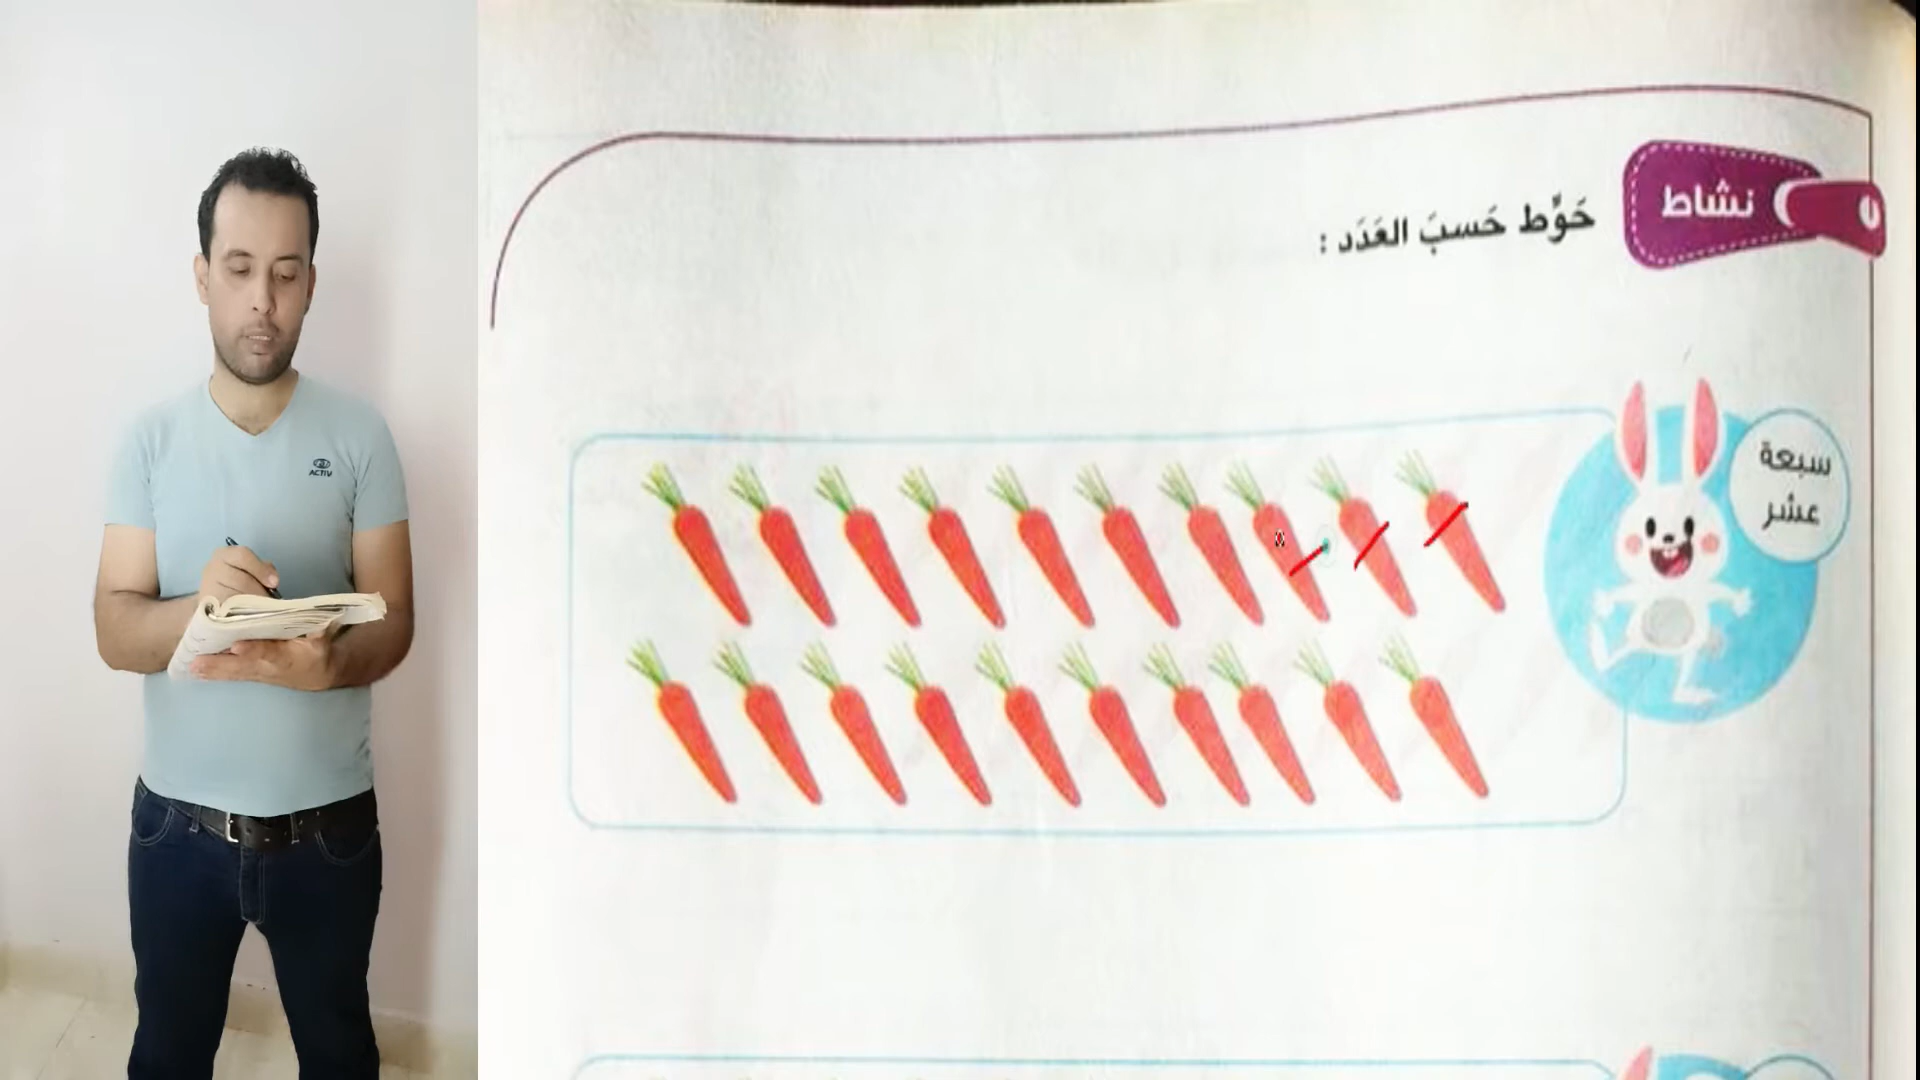 نشاط
حَوِّط حَسبَ العَدَد :
سبعة
عشر
ACTIV